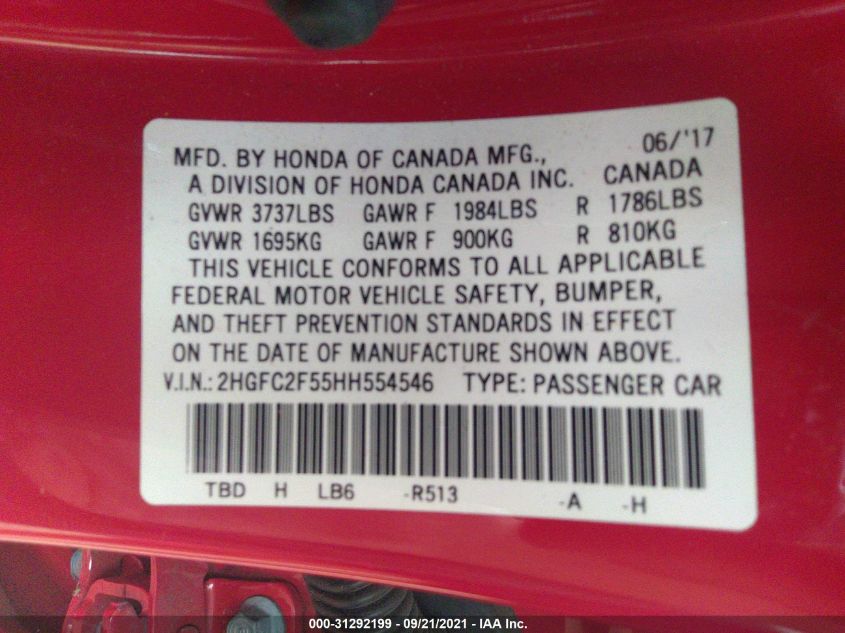 06/'17
MFD. BY HONDA OF CANADA MFG.,
A DIVISION OF HONDA CANADA INC. CANADA
GVWR 3737LBS GAWR F 1984LBS R 1786LBS
GVWR 1695KG GAWR F 900KG R 810KG
THIS VEHICLE CONFORMS TO ALL APPLICABLE
FEDERAL MOTOR VEHICLE SAFETY, BUMPER,
AND THEFT PREVENTION STANDARDS IN EFFECT
ON THE DATE OF MANUFACTURE SHOWN ABOVE.
V.I.N.: 2HGFC2F55HH554546 TYPE: PASSENGER CAR
TBD H LB6 -R513 -A -H
000-31292199 - 09/21/2021 - IAA Inc.